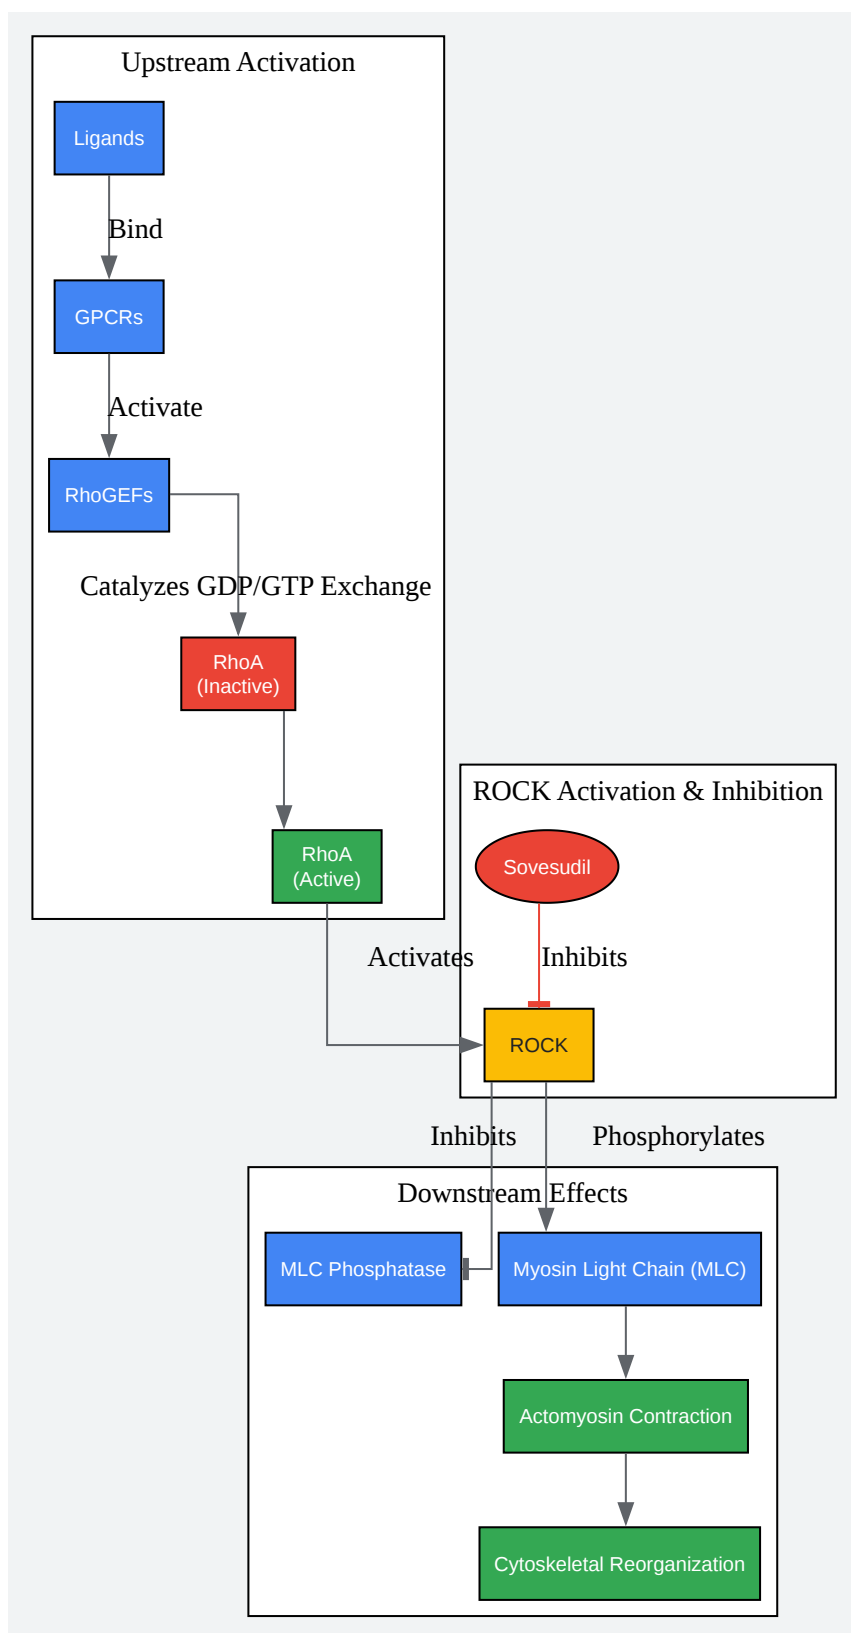 Upstream Activation
Ligands
Bind
GPCRs
Activate
RhoGEFs
Catalyzes GDP/GTP Exchange
RhoA
(Inactive)
RhoA
(Active)
ROCK Activation & Inhibition
Sovesudil
Activates
Inhibits
ROCK
Inhibits
Phosphorylates
Downstream Effects
MLC Phosphatase
Myosin Light Chain (MLC)
Actomyosin Contraction
Cytoskeletal Reorganization